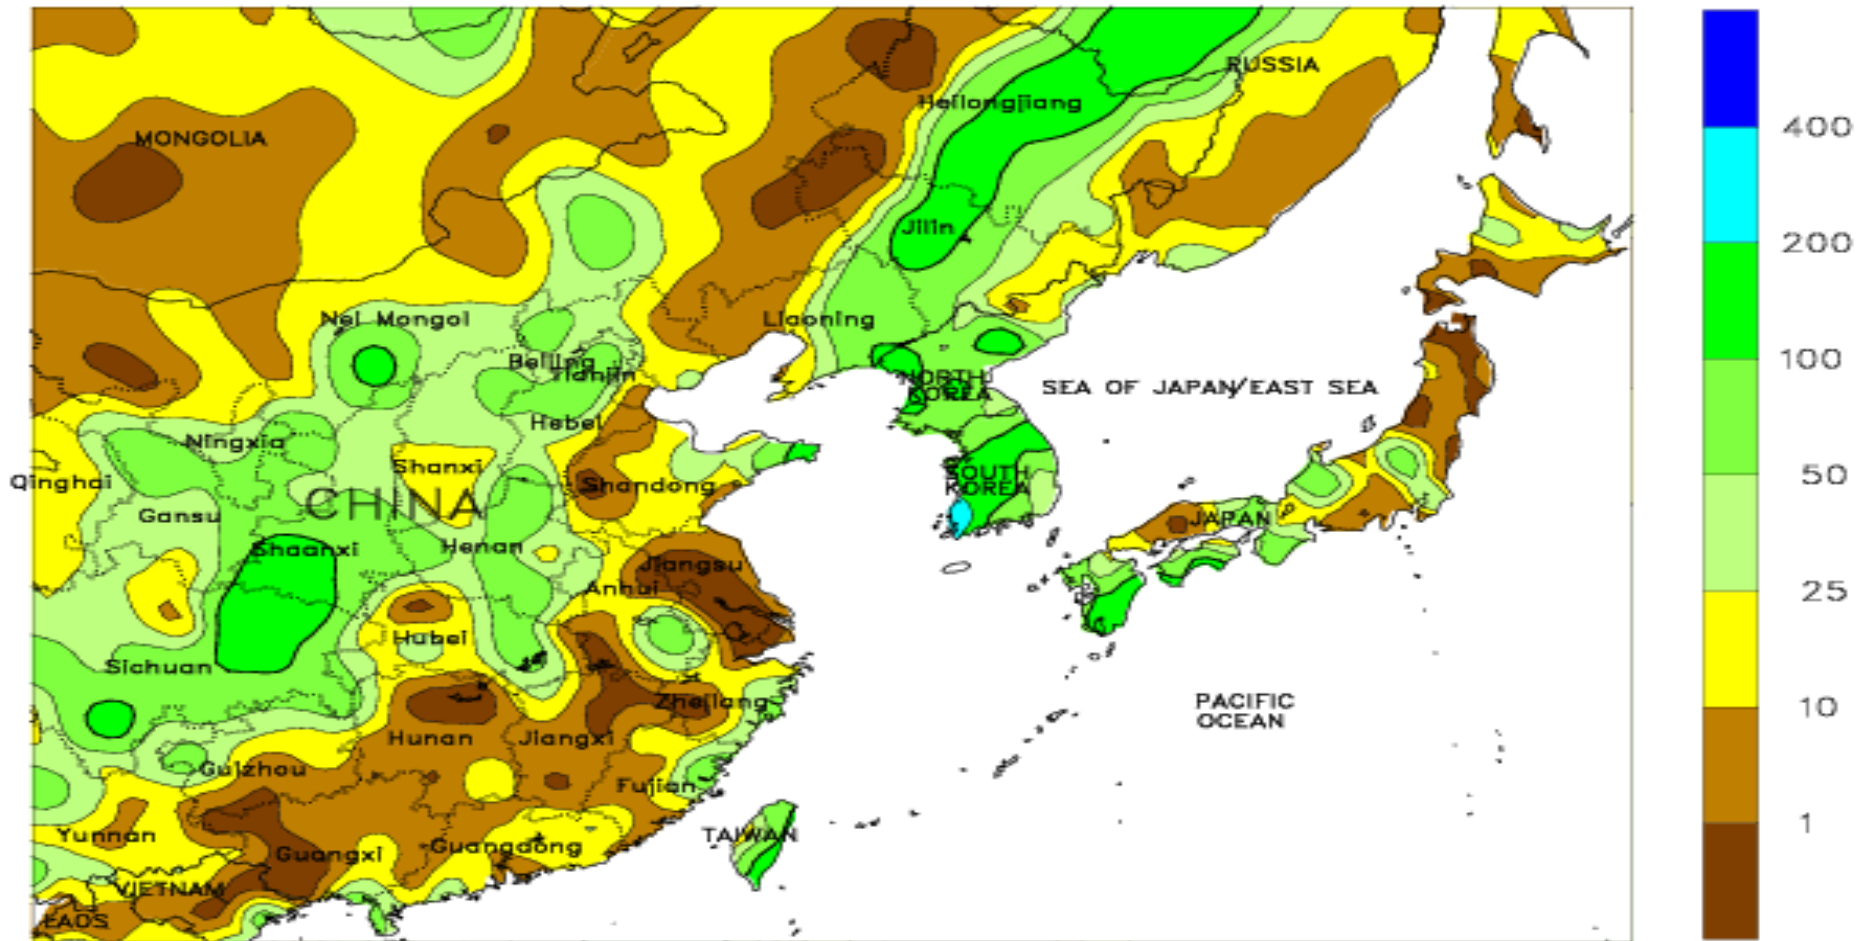 RUSSIA
Heilongjiang
MONGOLIA
Jilin
Nei Mongol
Liaoning
Beijing
Tianjin
NORTH
KOREA
SEA OF JAPAN/EAST SEA
Hebei
Ningxia
Shanxi
Qinghai
Shandong
SOUTH
KOREA
CHINA
Gansu
JAPAN
Shaanxi
Henan
Jiangsu
Anhui
Hubei
Sichuan
Zhejiang
PACIFIC
OCEAN
Hunan
Jiangxi
Guizhou
Fujian
Yunnan
TAIWAN
Guangxi
Guangdong
VIETNAM
LAOS
400
200
100
50
25
10
1